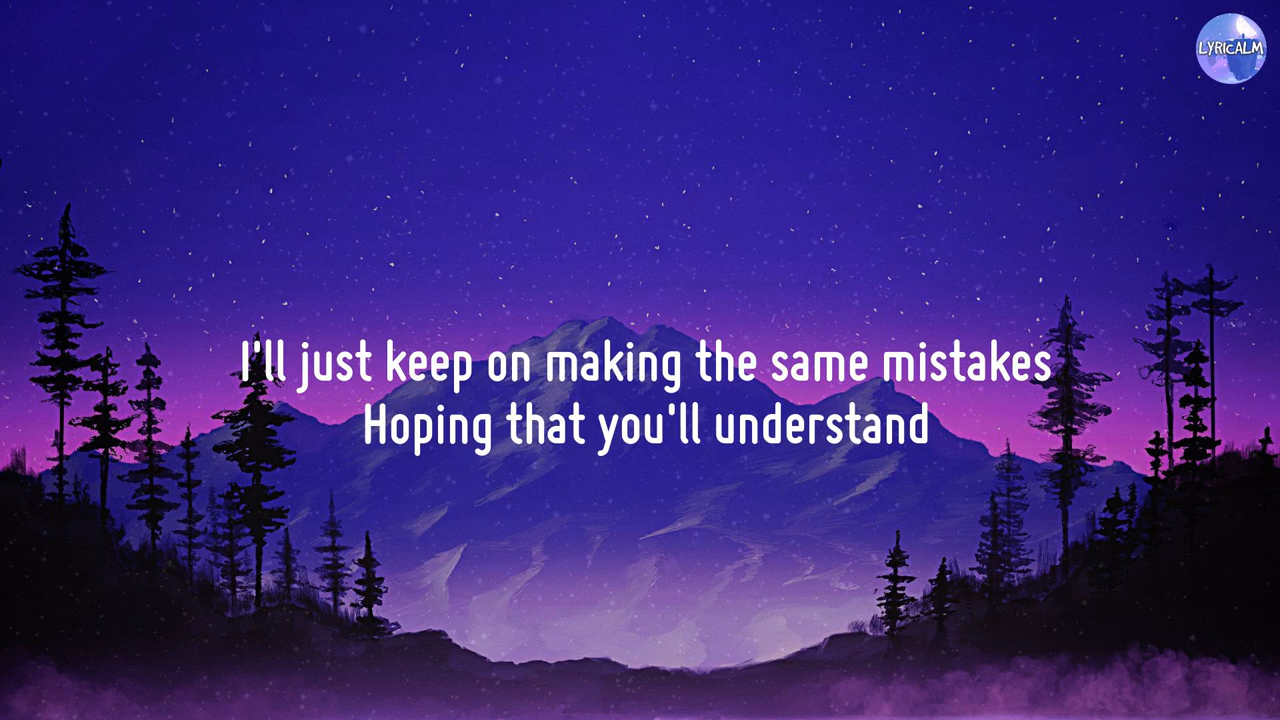 LYRICALM
I'll just keep on making the same mistakes
Hoping that you'll understand